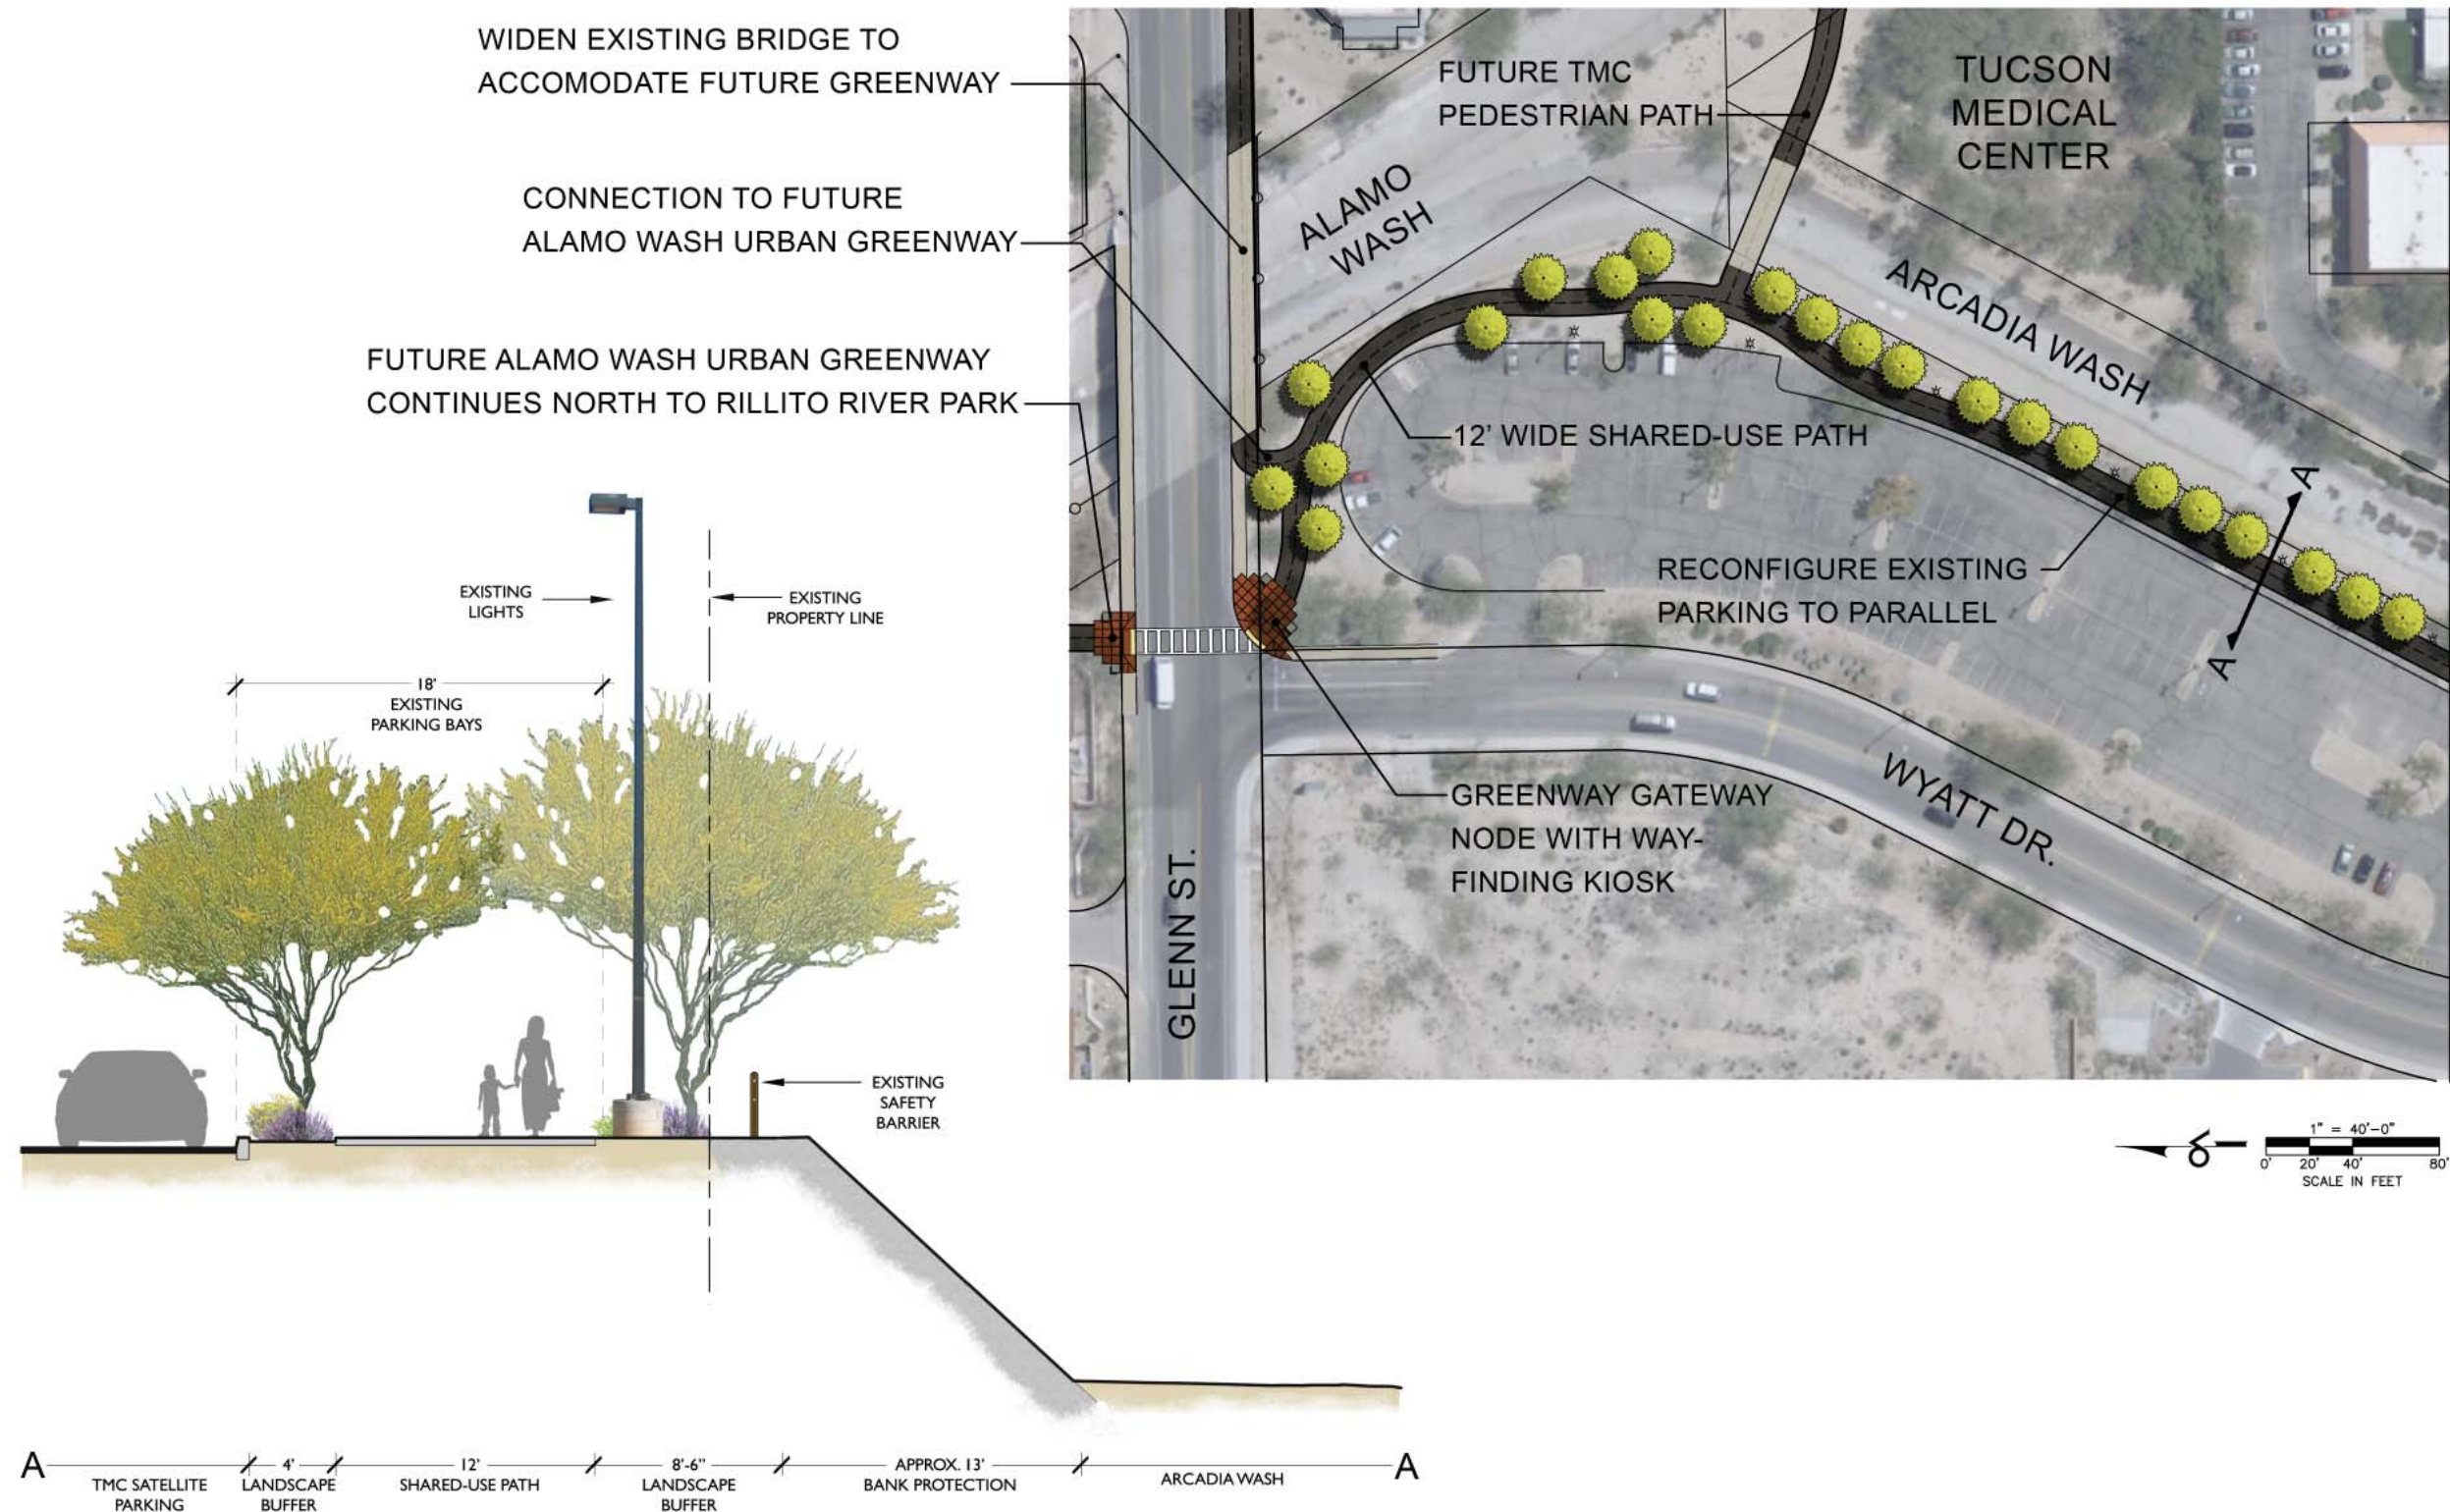 WIDEN EXISTING BRIDGE TO
ACCOMODATE FUTURE GREENWAY
CONNECTION TO FUTURE
ALAMO WASH URBAN GREENWAY
FUTURE ALAMO WASH URBAN GREENWAY
CONTINUES NORTH TO RILLITO RIVER PARK
FUTURE TMC
PEDESTRIAN PATH
TUCSON
MEDICAL
CENTER
ALAMO
WASH
ARCADIA WASH
12' WIDE SHARED-USE PATH
A
A
RECONFIGURE EXISTING
PARKING TO PARALLEL
GREENWAY GATEWAY
NODE WITH WAY-
FINDING KIOSK
WYATT DR.
GLENN ST.
EXISTING
LIGHTS
EXISTING
PROPERTY LINE
18'
EXISTING
PARKING BAYS
EXISTING
SAFETY
BARRIER
1" = 40'-0"
0' 20' 40' 80'
SCALE IN FEET
A
TMC SATELLITE
PARKING
4'
LANDSCAPE
BUFFER
12'
SHARED-USE PATH
8'-6"
LANDSCAPE
BUFFER
APPROX. 13'
BANK PROTECTION
ARCADIA WASH
A